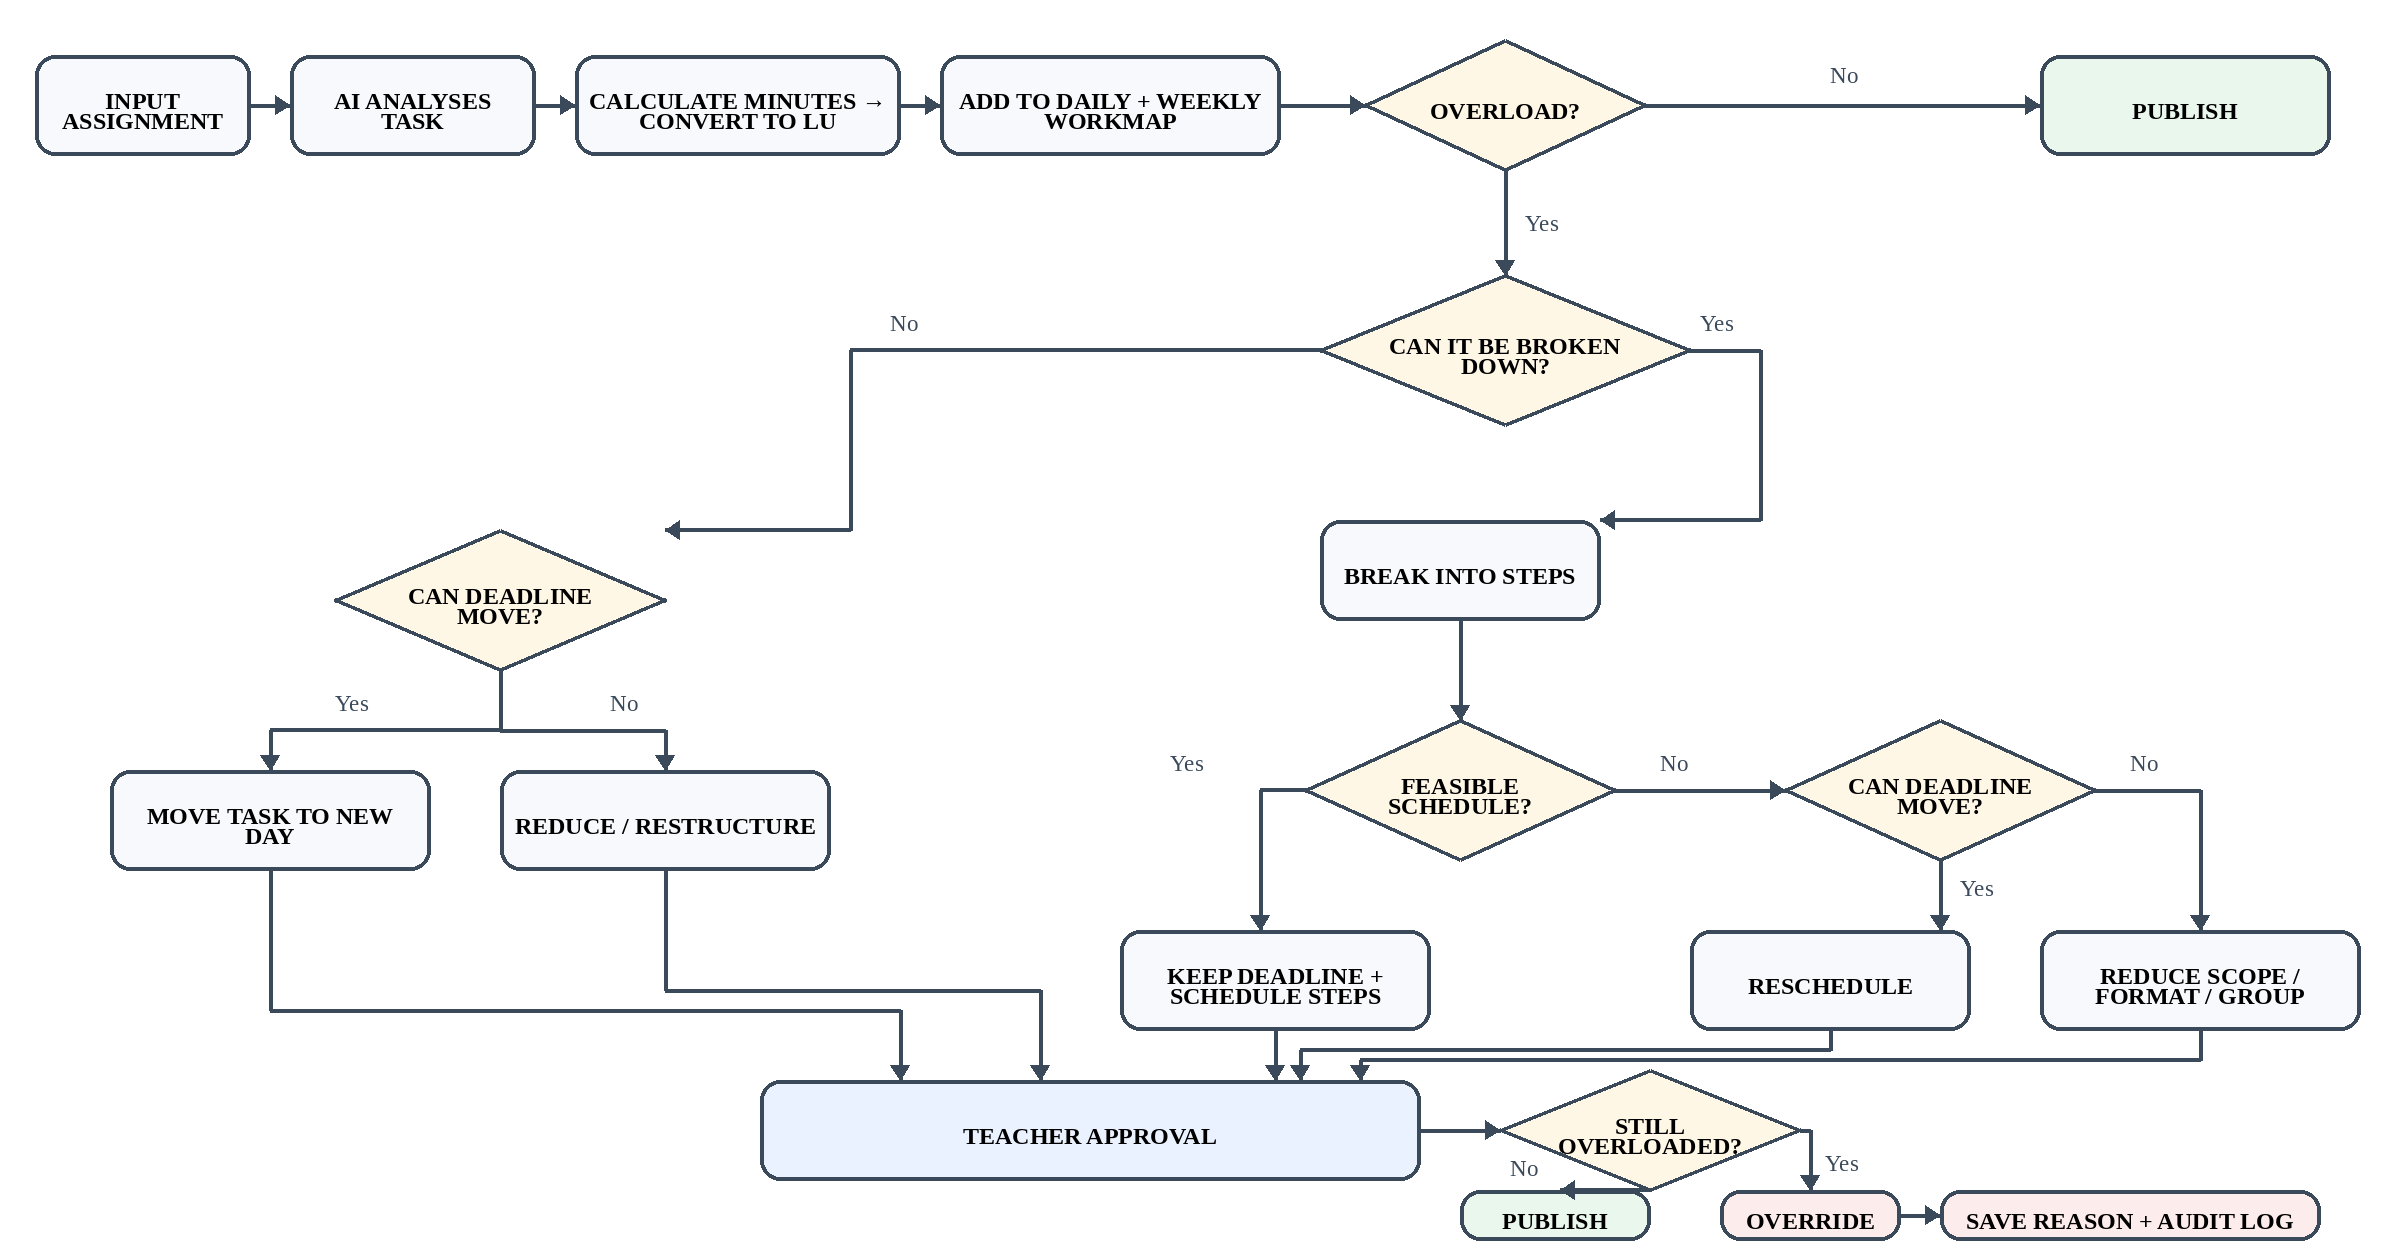 INPUT
ASSIGNMENT
AI ANALYSES
TASK
CALCULATE MINUTES →
CONVERT TO LU
ADD TO DAILY + WEEKLY
WORKMAP
OVERLOAD?
No
PUBLISH
Yes
No
CAN IT BE BROKEN
DOWN?
Yes
CAN DEADLINE
MOVE?
BREAK INTO STEPS
Yes
No
MOVE TASK TO NEW
DAY
REDUCE / RESTRUCTURE
Yes
FEASIBLE
SCHEDULE?
No
CAN DEADLINE
MOVE?
No
Yes
KEEP DEADLINE +
SCHEDULE STEPS
RESCHEDULE
REDUCE SCOPE /
FORMAT / GROUP
TEACHER APPROVAL
STILL
OVERLOADED?
No
Yes
PUBLISH
OVERRIDE
SAVE REASON + AUDIT LOG